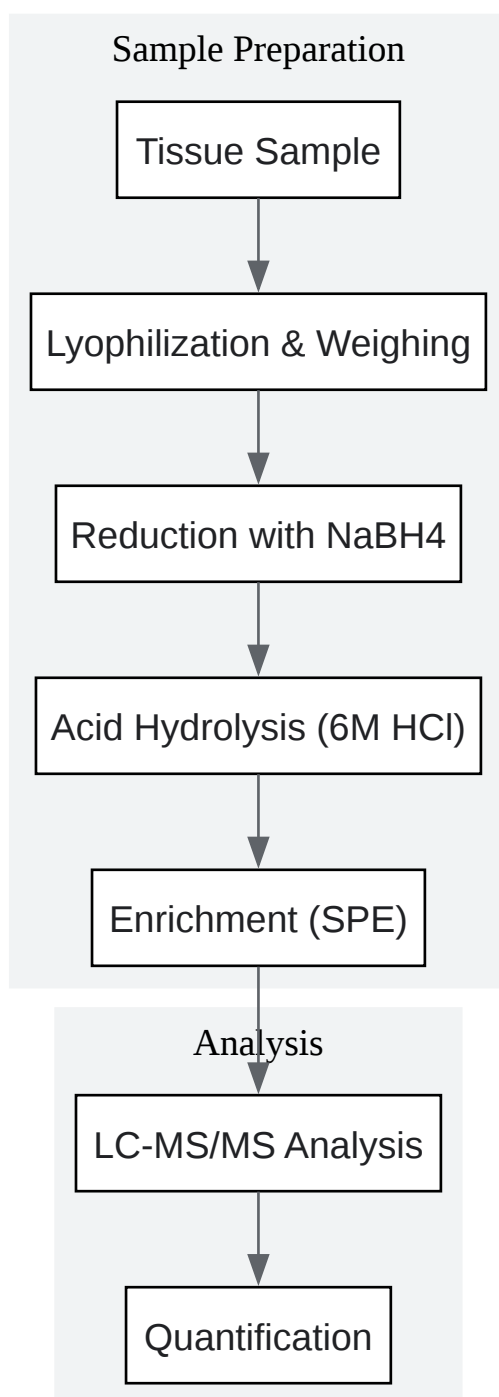 Sample Preparation
Tissue Sample
Lyophilization & Weighing
Reduction with NaBH4
Acid Hydrolysis (6M HCl)
Enrichment (SPE)
Analysis
LC-MS/MS Analysis
Quantification